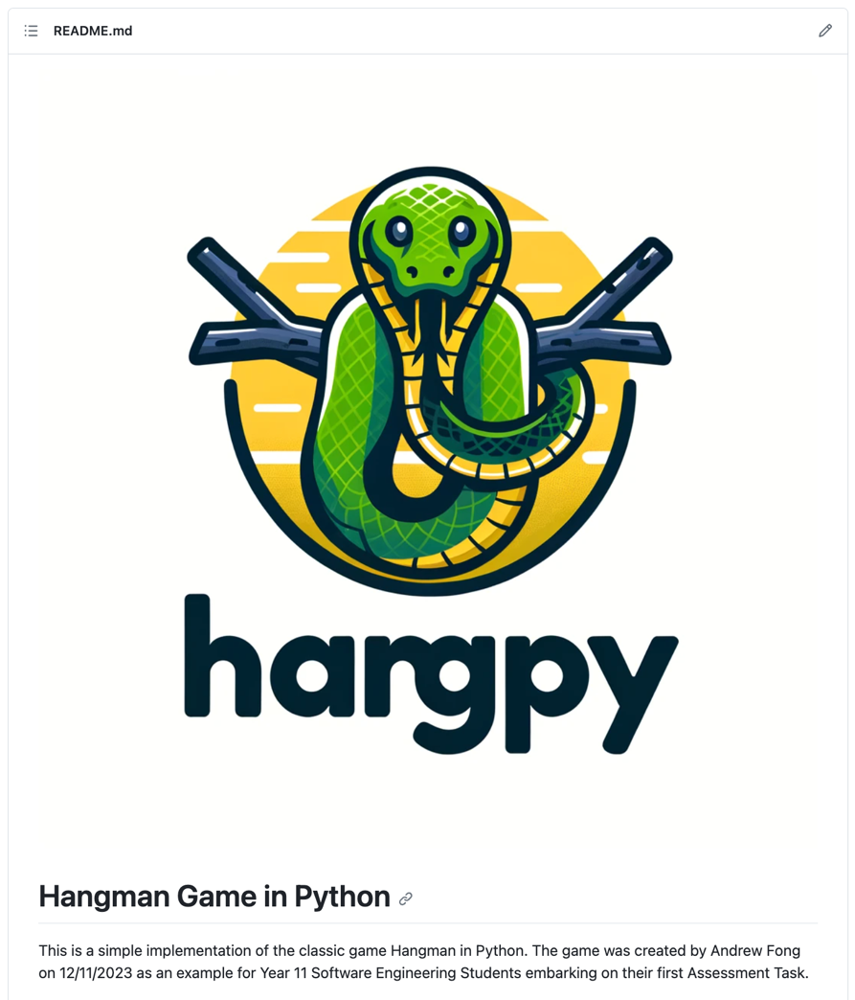 README.md
hangpy
Hangman Game in Python
This is a simple implementation of the classic game Hangman in Python. The game was created by Andrew Fong
on 12/11/2023 as an example for Year 11 Software Engineering Students embarking on their first Assessment Task.